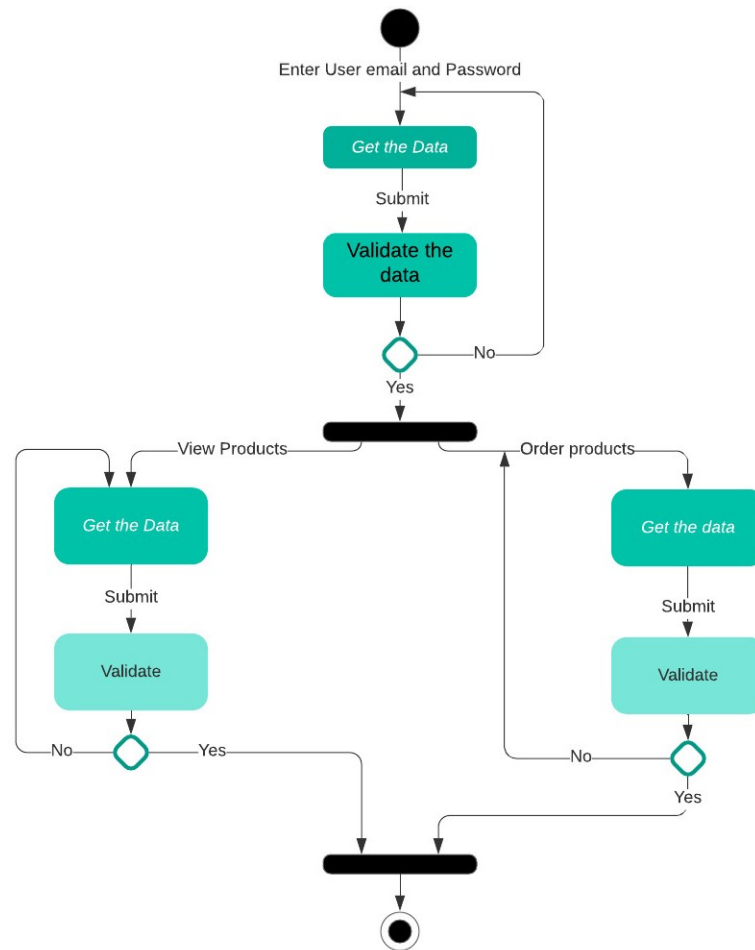 Enter User email and Password
Get the Data
Submit
Validate the
data
No
Yes
View Products
Order products
Get the Data
Get the data
Submit
Submit
Validate
Validate
No
Yes
No
Yes